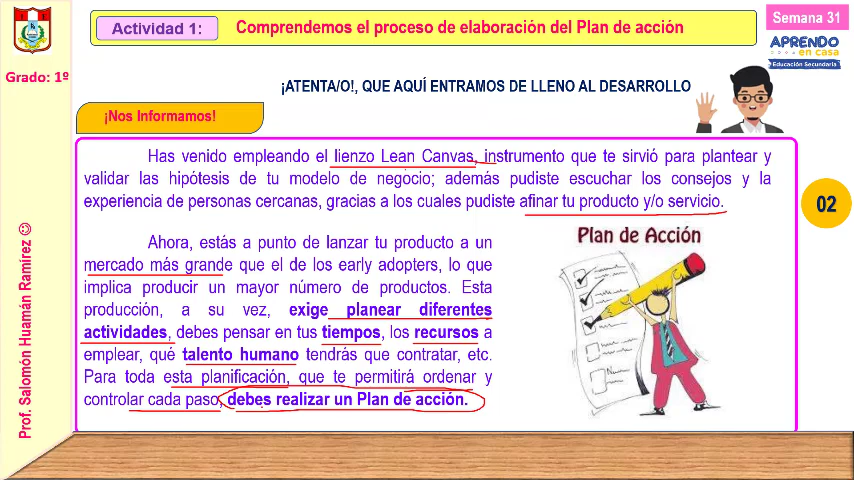 Actividad 1:
Comprendemos el proceso de elaboración del Plan de acción
Semana 31
APRENDO
en casa
Educación Secundaria
Grado: 1º
¡ATENTA/O!, QUE AQUÍ ENTRAMOS DE LLENO AL DESARROLLO
¡Nos Informamos!
Has venido empleando el lienzo Lean Canvas, instrumento que te sirvió para plantear y
validar las hipótesis de tu modelo de negocio; además pudiste escuchar los consejos y la
experiencia de personas cercanas, gracias a los cuales pudiste afinar tu producto y/o servicio.
02
Ahora, estás a punto de lanzar tu producto a un
mercado más grande que el de los early adopters, lo que
implica producir un mayor número de productos. Esta
producción, a su vez, exige planear diferentes
actividades, debes pensar en tus tiempos, los recursos a
emplear, qué talento humano tendrás que contratar, etc.
Para toda esta planificación, que te permitirá ordenar y
controlar cada paso, debes realizar un Plan de acción.
Plan de Acción
Prof. Salomón Huamán Ramírez ☺